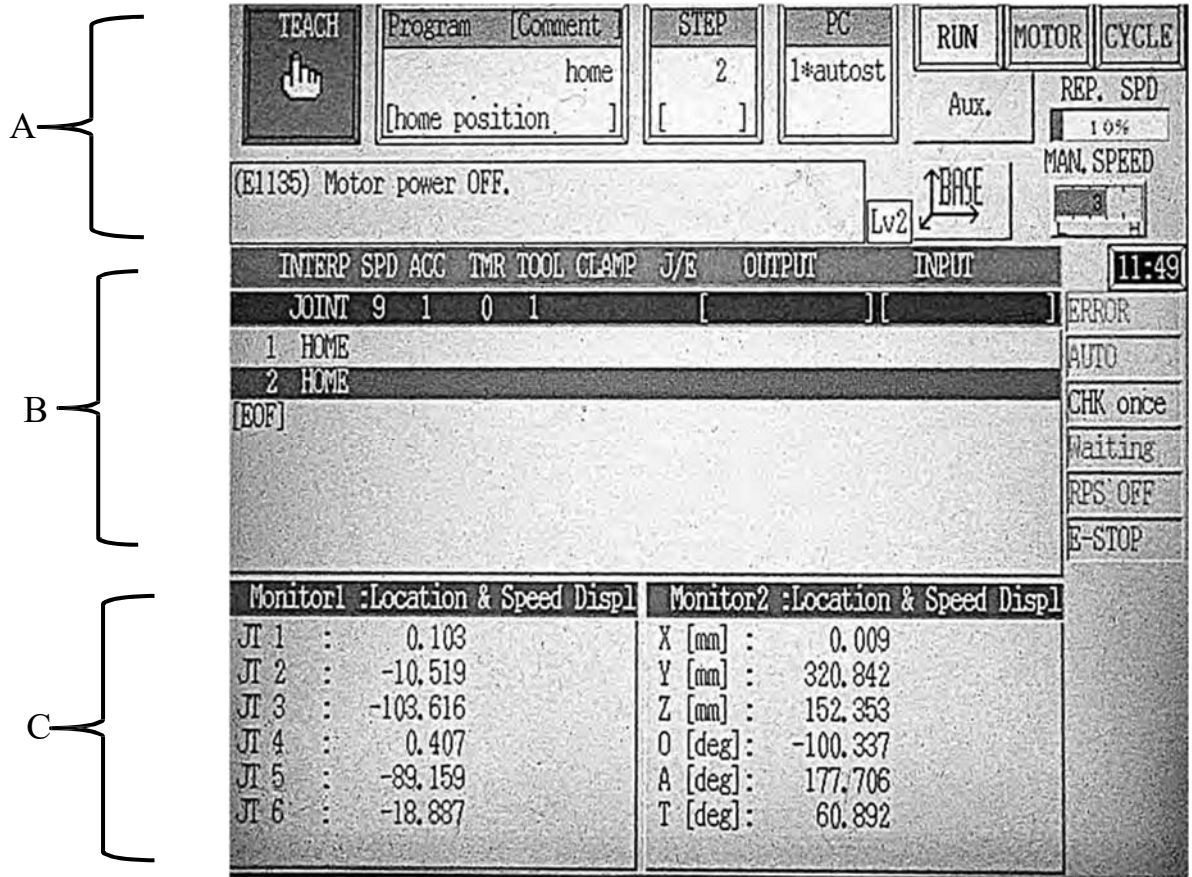 A
TEACH
Program [Comment ]
home
[home position ]
STEP
2
[ ]
PC
1*autost
RUN MOTOR CYCLE
Aux.
REP. SPD
10%
(E1135) Motor power OFF.
Lv2
BASE
MAN. SPEED
3
H
B
INTERP SPD ACC TMR TOOL CLAMP J/E OUTPUT INPUT
11:49
JOINT 9 1 0 1 [ ][ ]
1 HOME
2 HOME
[EOF]
ERROR
AUTO
CHK once
Waiting
RPS OFF
E-STOP
C
Monitor1 :Location & Speed Displ
JT 1 : 0.103
JT 2 : -10.519
JT 3 : -103.616
JT 4 : 0.407
JT 5 : -89.159
JT 6 : -18.887
Monitor2 :Location & Speed Displ
X [mm] : 0.009
Y [mm] : 320.842
Z [mm] : 152.353
O [deg]: -100.337
A [deg]: 177.706
T [deg]: 60.892